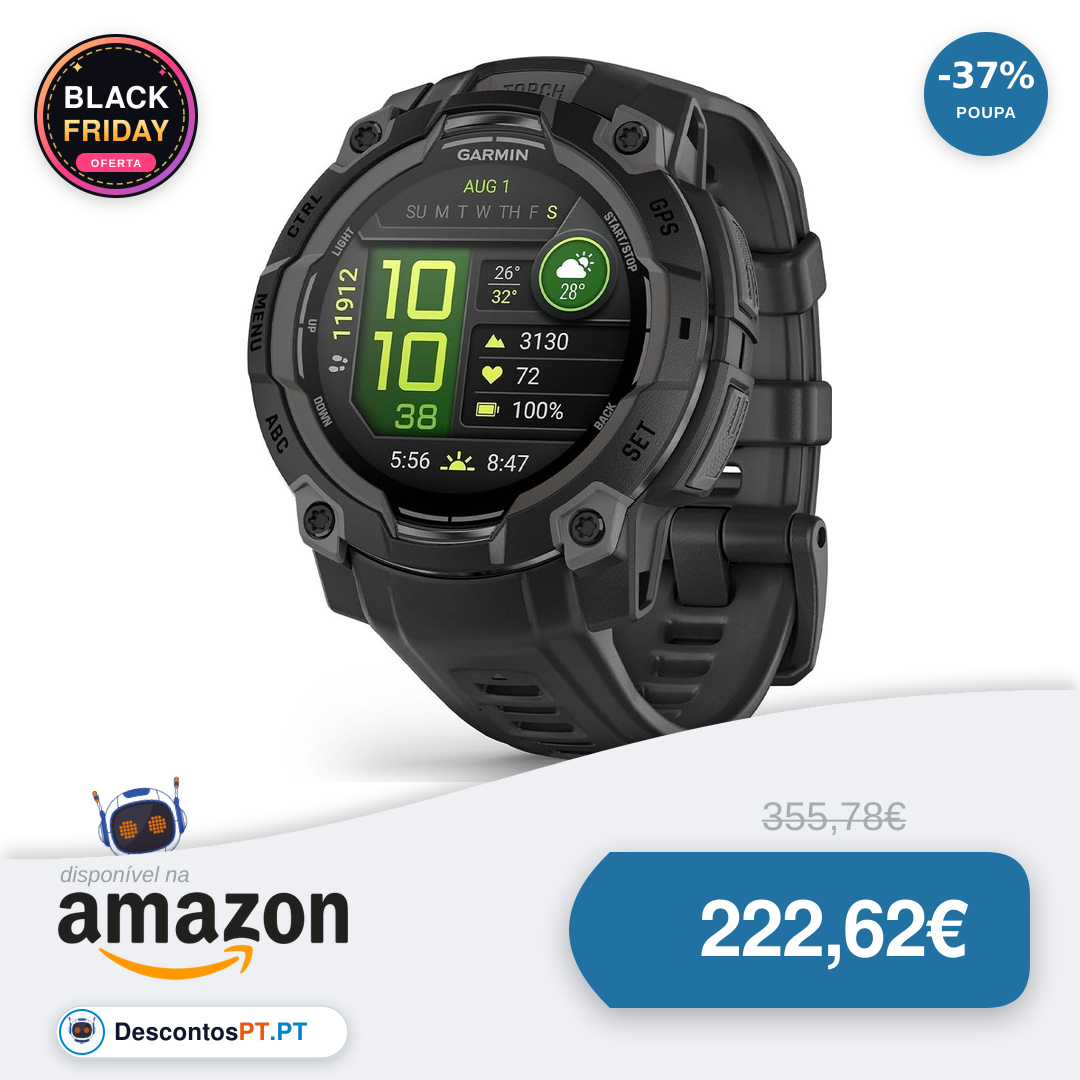 BLACK
FRIDAY
OFERTA
-37%
POUPA
TORCH
GARMIN
AUG 1
SU M T W TH F S
CTRL
LIGHT
GPS
START/STOP
MENU
UP
11912
10
10
38
26°
32°
28°
3130
72
100%
DOWN
BACK
ABC
SET
5:56
8:47
355,78€
222,62€
disponível na
amazon
DescontosPT.PT